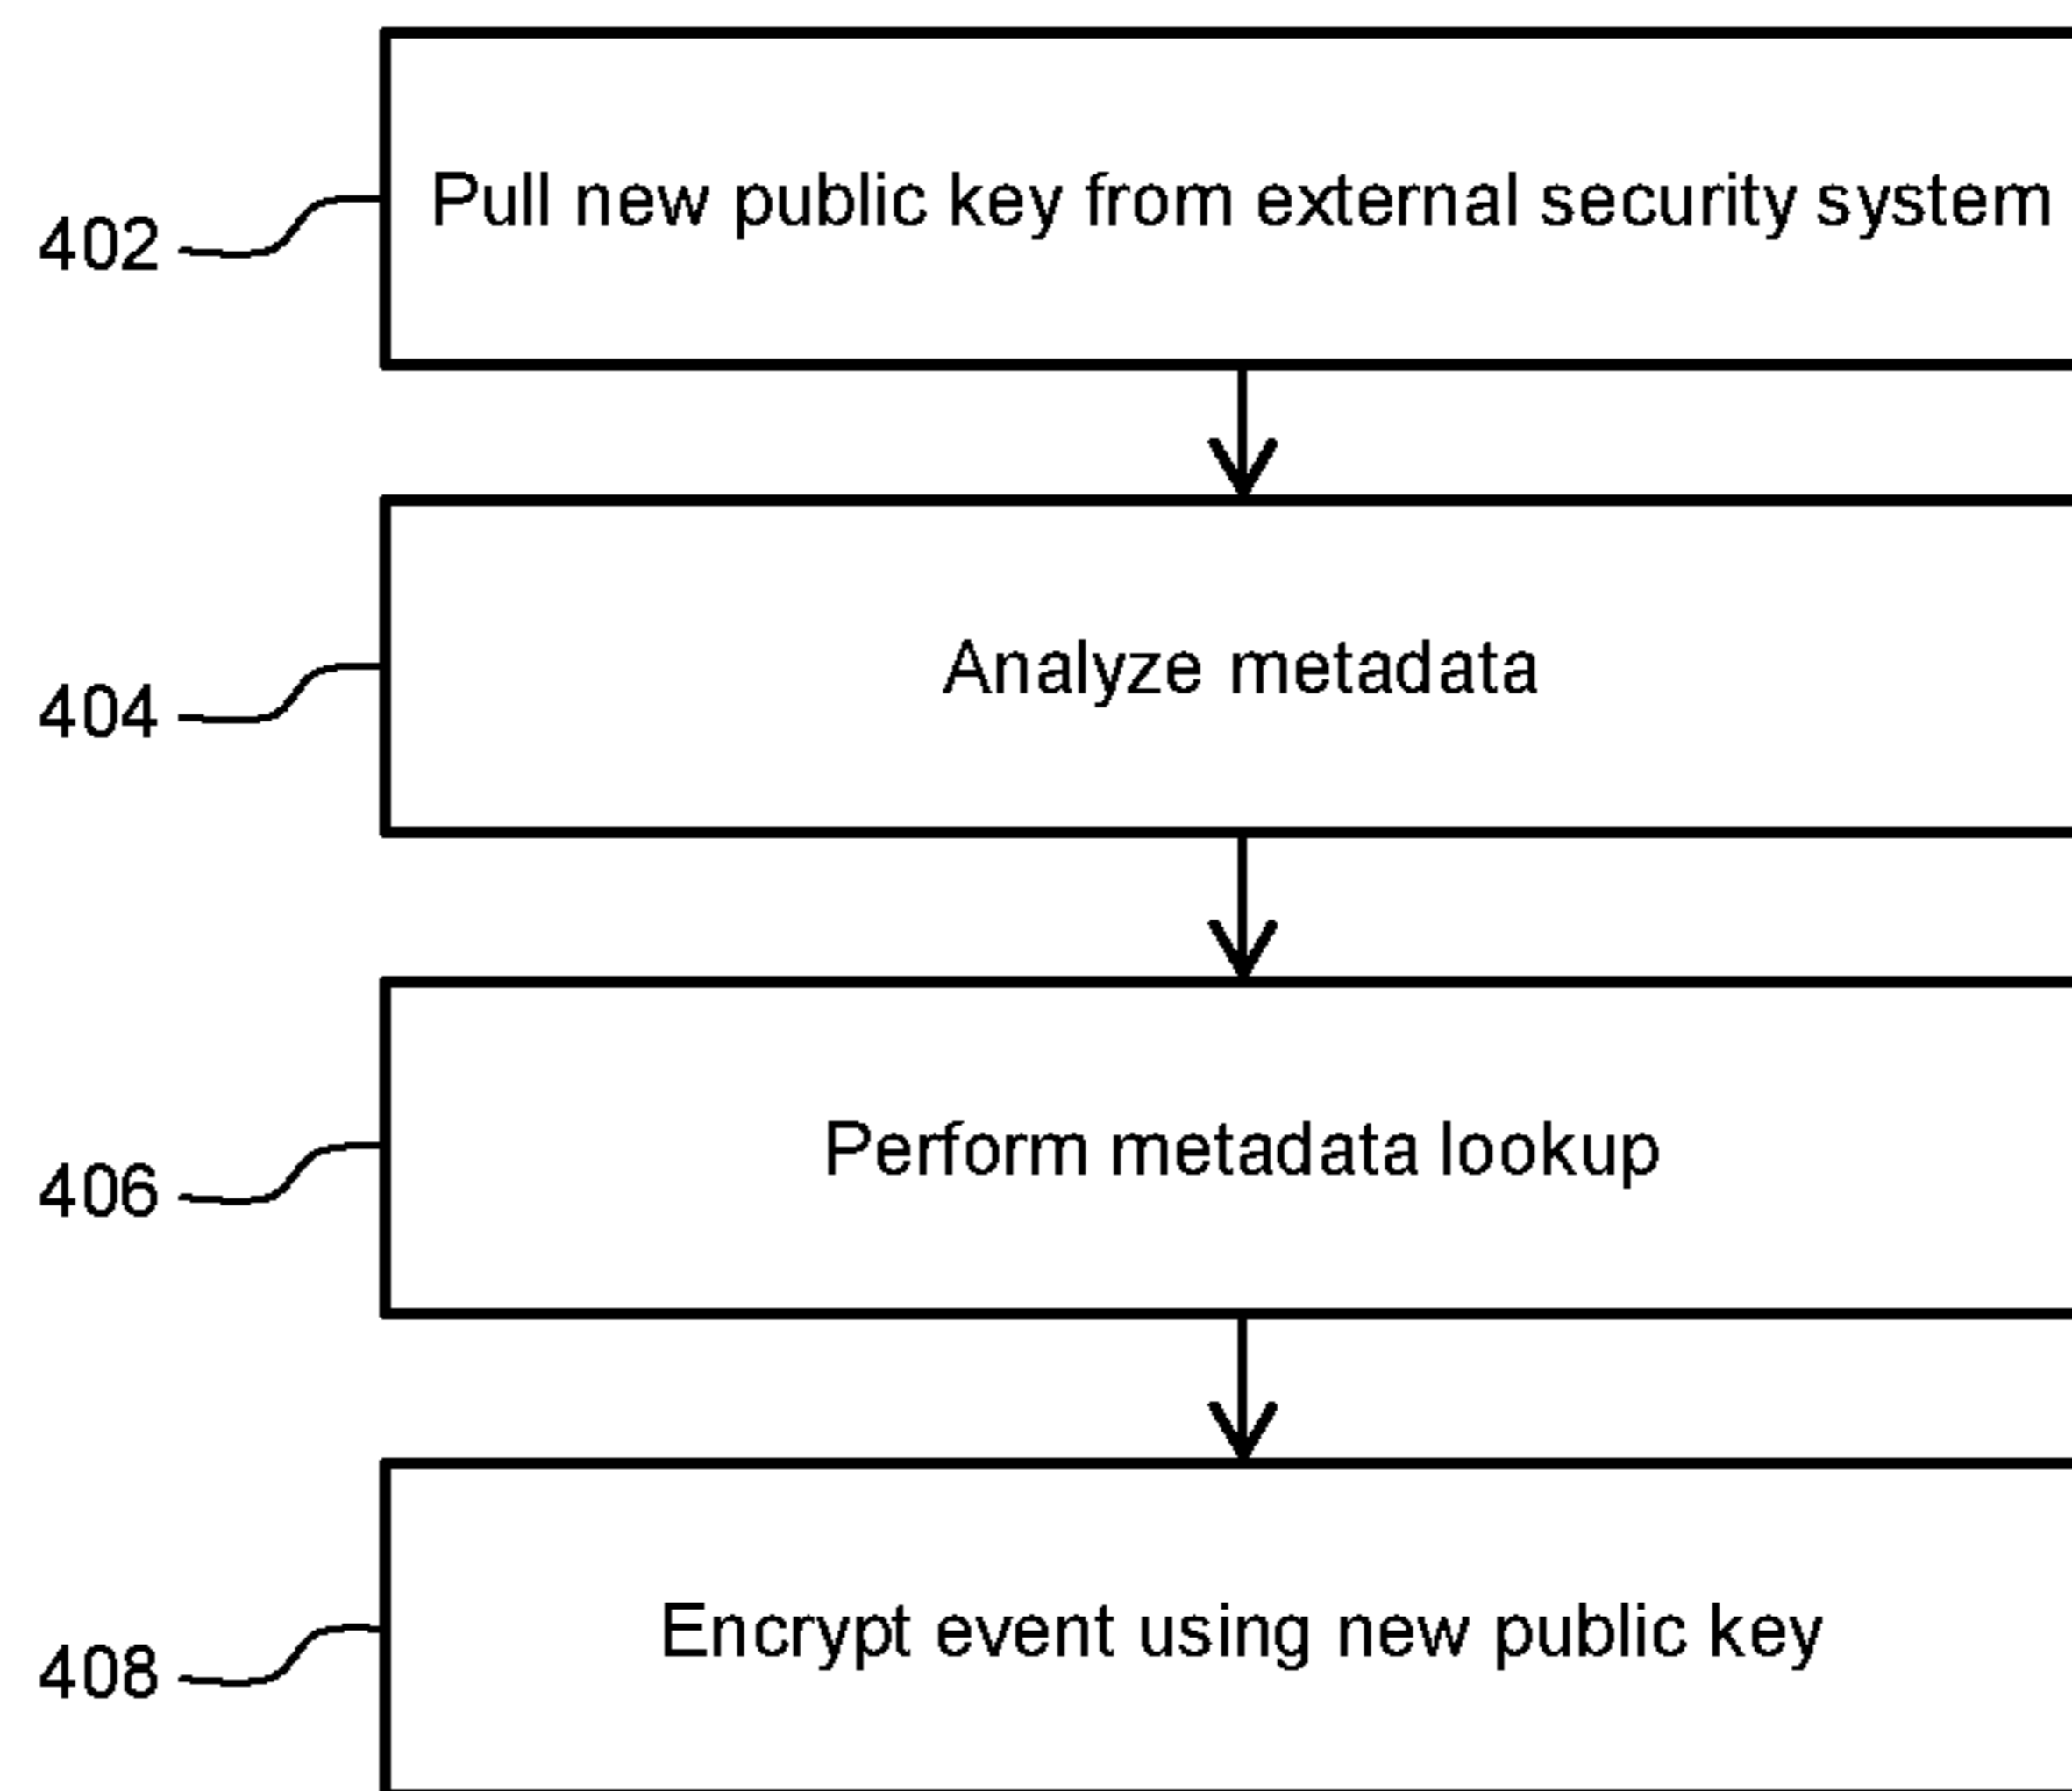 Pull new public key from external security system
402
Analyze metadata
404
Perform metadata lookup
406
Encrypt event using new public key
408